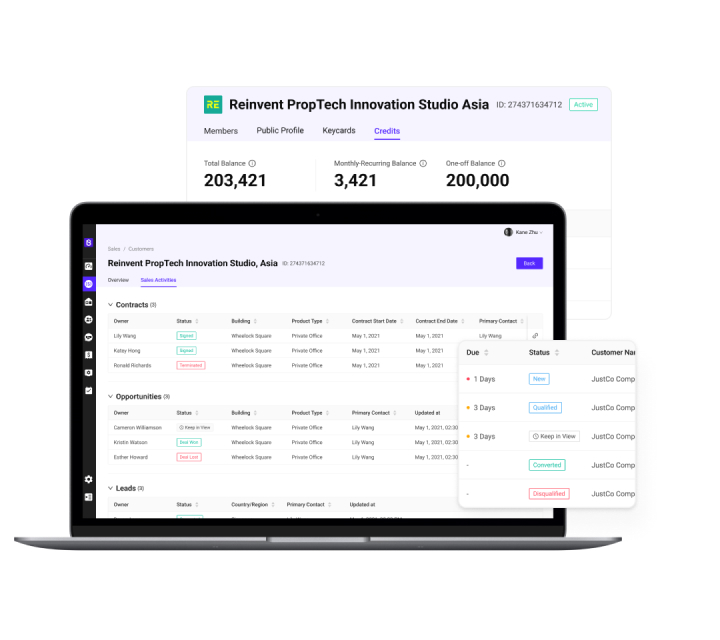 RE Reinvent PropTech Innovation Studio Asia ID: 274371634712 Active
Members Public Profile Keycards Credits
Total Balance Monthly-Recurring Balance One-off Balance
203,421 3,421 200,000
Rane Zhu
Sales / Customers
Reinvent PropTech Innovation Studio, Asia ID: 274371634712 Back
Overview Sales Activities
Contracts (3)
Owner Status Building Product Type Contract Start Date Contract End Date Primary Contact
Lily Wang Signed Wheelock Square Private Office May 1, 2021 May 1, 2021 Lily Wang
Katey Hong Signed Wheelock Square Private Office May 1, 2021 May 1, 2021
Ronald Richards Terminated Wheelock Square Private Office May 1, 2021 May 1, 2021
Opportunities (3)
Owner Status Building Product Type Primary Contact Updated at
Cameron Williamson Keep in View Wheelock Square Private Office Lily Wang May 1, 2021, 02:30
Kristin Watson Deal Won Wheelock Square Private Office Lily Wang May 1, 2021, 02:30
Esther Howard Deal Lost Wheelock Square Private Office Lily Wang May 1, 2021, 02:30
Leads (3)
Owner Status Country/Region Primary Contact Updated at
Due Status Customer Na
1 Days New JustCo Comp
3 Days Qualified JustCo Comp
3 Days Keep in View JustCo Comp
- Converted JustCo Comp
- Disqualified JustCo Comp